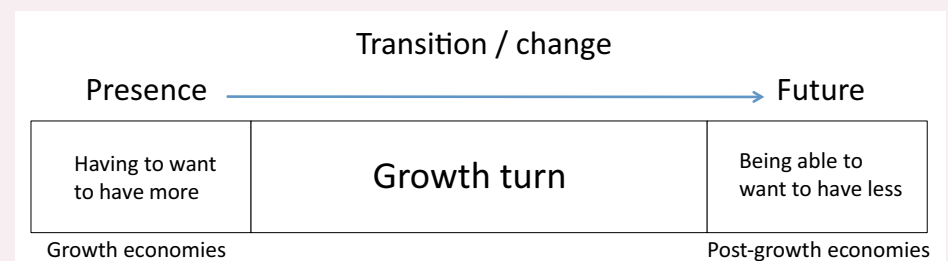 Transition / change
Presence
Future
Having to want
to have more
Growth turn
Being able to
want to have less
Growth economies
Post-growth economies